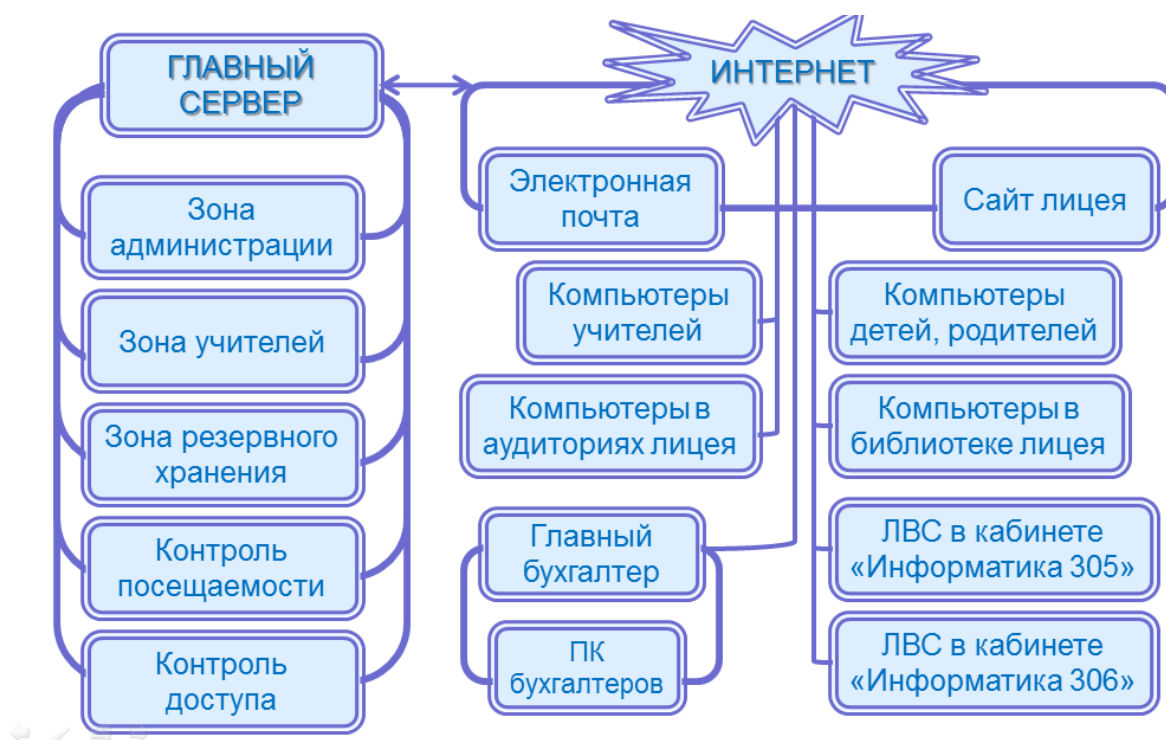 ГЛАВНЫЙ
СЕРВЕР
Зона
администрации
Зона учителей
Зона резервного
хранения
Контроль
посещаемости
Контроль
доступа
ИНТЕРНЕТ
Электронная
почта
Сайт лицея
Компьютеры
учителей
Компьютеры
детей, родителей
Компьютеры в
аудиториях лицея
Компьютеры в
библиотеке лицея
Главный
бухгалтер
ПК
бухгалтеров
ЛВС в кабинете
«Информатика 305»
ЛВС в кабинете
«Информатика 306»